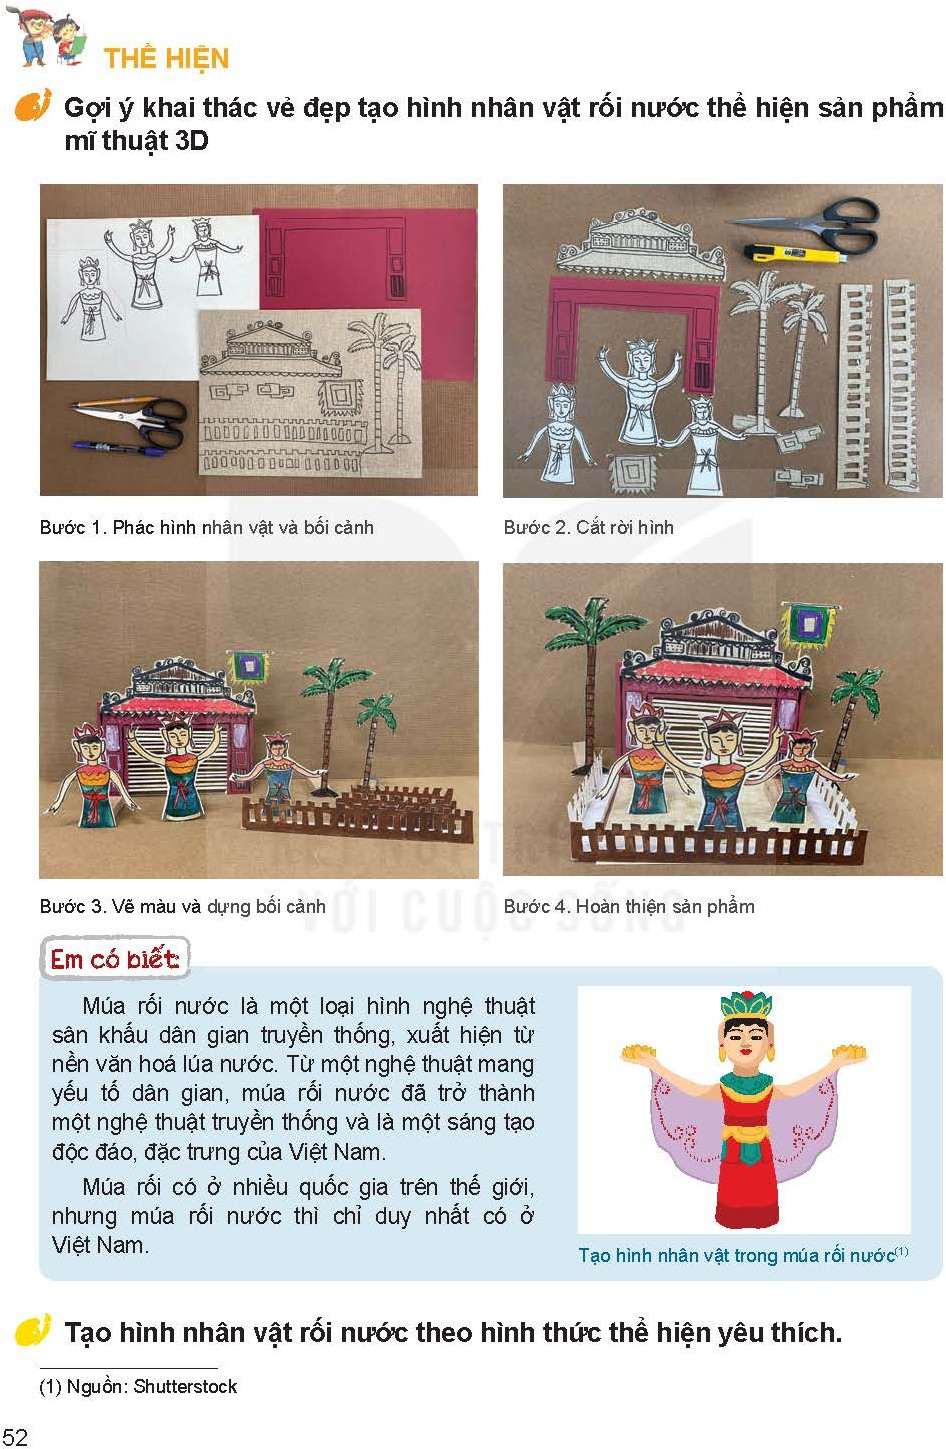 THỂ HIỆN
Gợi ý khai thác vẻ đẹp tạo hình nhân vật rối nước thể hiện sản phẩm
mĩ thuật 3D
Bước 1. Phác hình nhân vật và bối cảnh
Bước 2. Cắt rời hình
Bước 3. Vẽ màu và dựng bối cảnh
Bước 4. Hoàn thiện sản phẩm
VỚI CUỘC SỐNG
Em có biết
Múa rối nước là một loại hình nghệ thuật
sân khấu dân gian truyền thống, xuất hiện từ
nền văn hoá lúa nước. Từ một nghệ thuật mang
yếu tố dân gian, múa rối nước đã trở thành
một nghệ thuật truyền thống và là một sáng tạo
độc đáo, đặc trưng của Việt Nam.
Múa rối có ở nhiều quốc gia trên thế giới,
nhưng múa rối nước thì chỉ duy nhất có ở
Việt Nam.
Tạo hình nhân vật trong múa rối nước(1)
Tạo hình nhân vật rối nước theo hình thức thể hiện yêu thích.
(1) Nguồn: Shutterstock
52